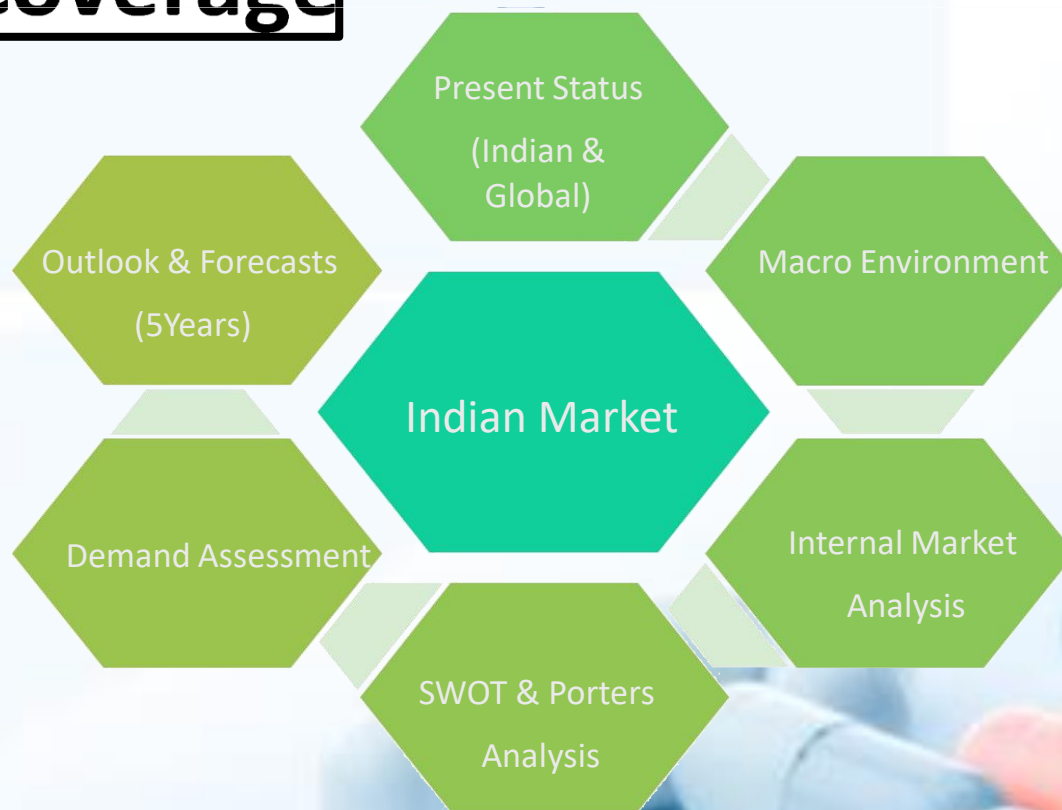 Coverage
Present Status
(Indian &
Global)
Macro Environment
Internal Market
Analysis
SWOT & Porters
Analysis
Demand Assessment
Outlook & Forecasts
(5Years)
Indian Market